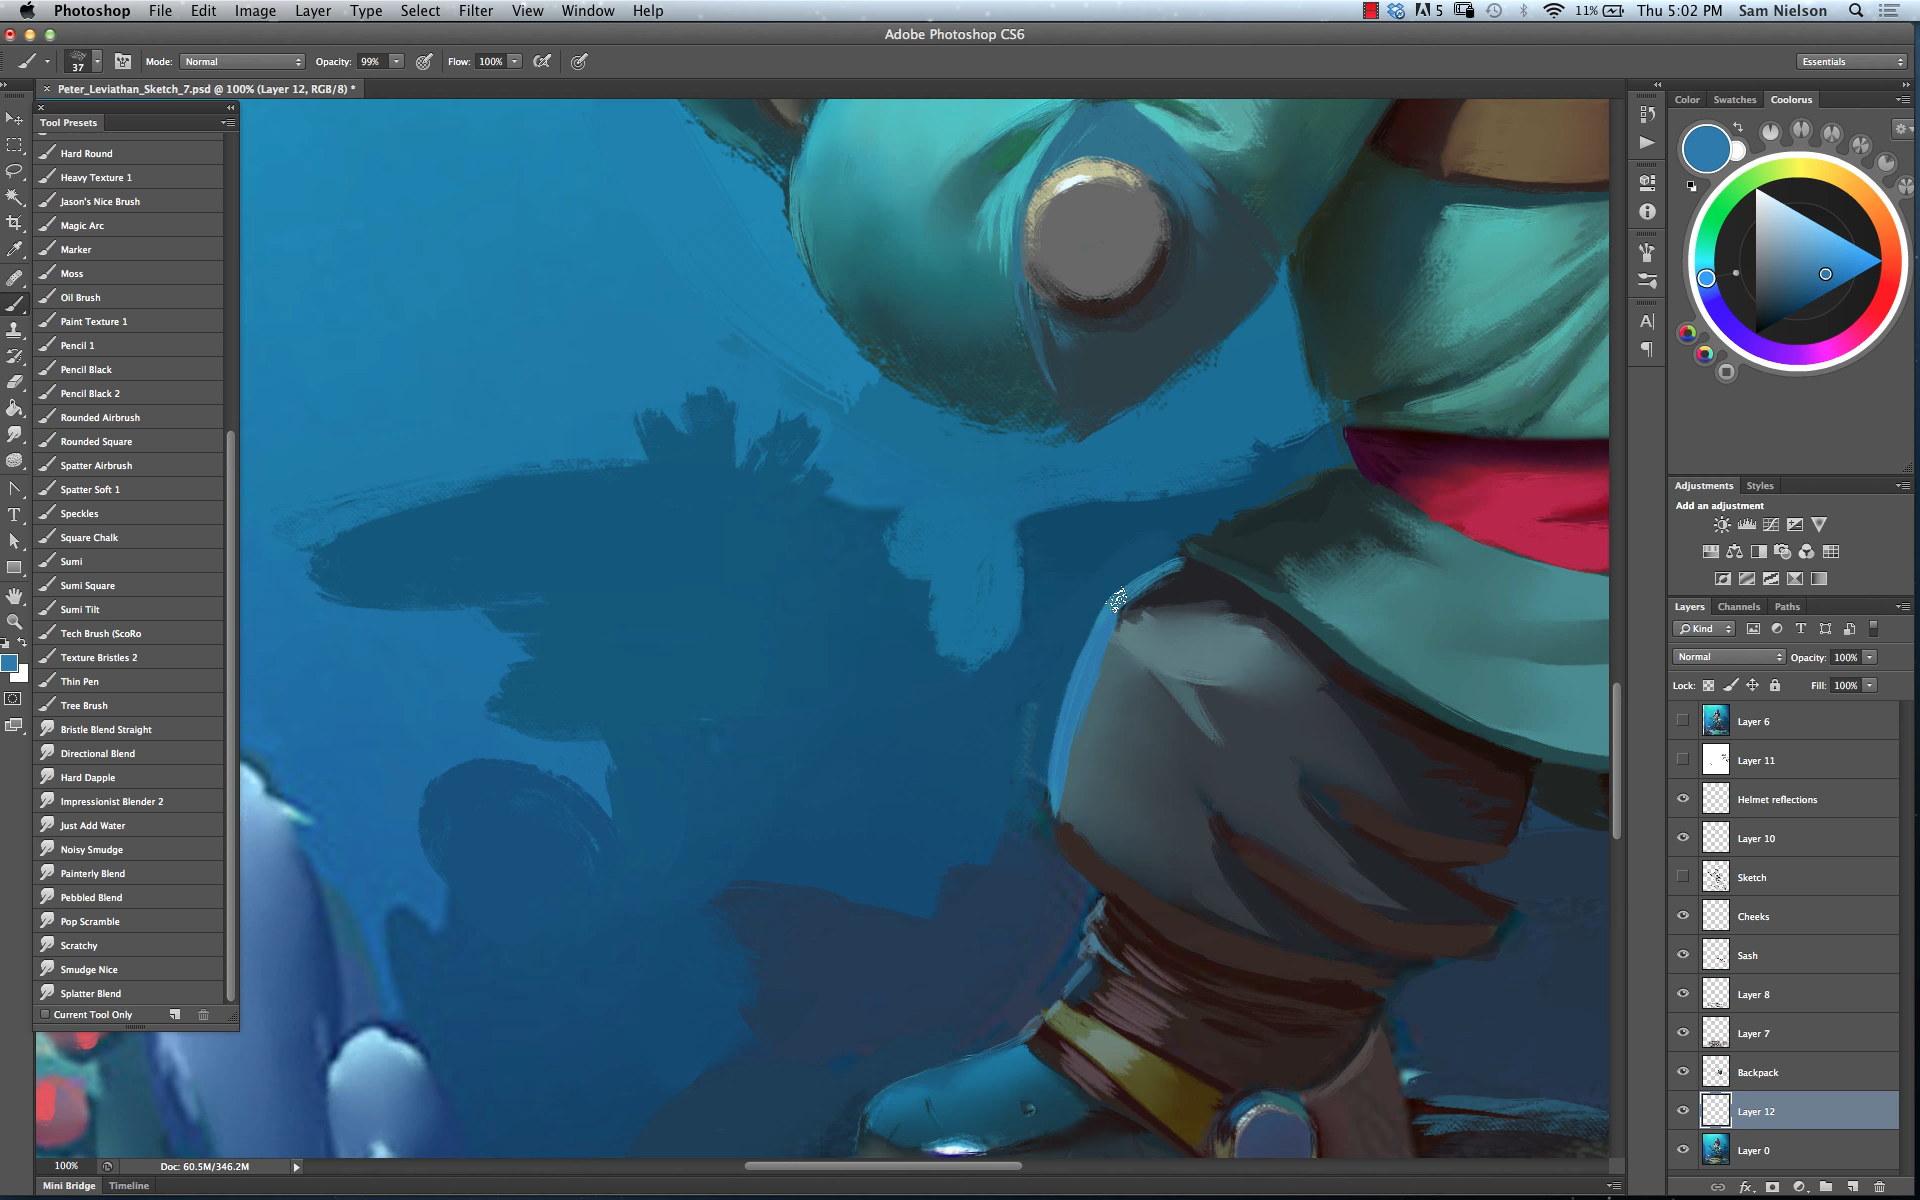 Photoshop File Edit Image Layer Type Select Filter View Window Help 5 11% Thu 5:02 PM Sam Nielson
Adobe Photoshop CS6
37 Mode: Normal Opacity: 99% Flow: 100% Essentials
× Peter_Leviathan_Sketch_7.psd @ 100% (Layer 12, RGB/8) *
Tool Presets
Hard Round
Heavy Texture 1
Jason's Nice Brush
Magic Arc
Marker
Moss
Oil Brush
Paint Texture 1
Pencil 1
Pencil Black
Pencil Black 2
Rounded Airbrush
Rounded Square
Spatter Airbrush
Spatter Soft 1
Speckles
Square Chalk
Sumi
Sumi Square
Sumi Tilt
Tech Brush (ScoRo
Texture Bristles 2
Thin Pen
Tree Brush
Bristle Blend Straight
Directional Blend
Hard Dapple
Impressionist Blender 2
Just Add Water
Noisy Smudge
Painterly Blend
Pebbled Blend
Pop Scramble
Scratchy
Smudge Nice
Splatter Blend
Current Tool Only
Color Swatches Coolorus
Adjustments Styles
Add an adjustment
Layers Channels Paths
Kind
Normal Opacity: 100%
Lock: Fill: 100%
Layer 6
Layer 11
Helmet reflections
Layer 10
Sketch
Cheeks
Sash
Layer 8
Layer 7
Backpack
Layer 12
Layer 0
100% Doc: 60.5M/346.2M
Mini Bridge Timeline